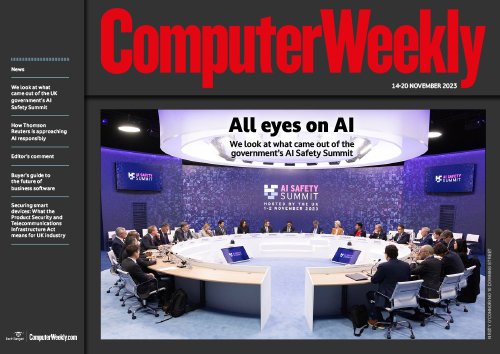 ComputerWeekly
14-20 NOVEMBER 2023
News
We look at what
came out of the UK
government's AI
Safety Summit
How Thomson
Reuters is approaching
AI responsibly
Editor's comment
Buyer's guide to
the future of
business software
Securing smart
devices: What the
Product Security and
Telecommunications
Infrastructure Act
means for UK industry
TechTarget
ComputerWeekly.com
All eyes on AI
We look at what came out of the
government's AI Safety Summit
AI SAFETY
SUMMIT
AI SAFETY
SUMMIT
HOSTED BY THE UK
1-2 NOVEMBER 2023
AI SAFETY
SUMMIT